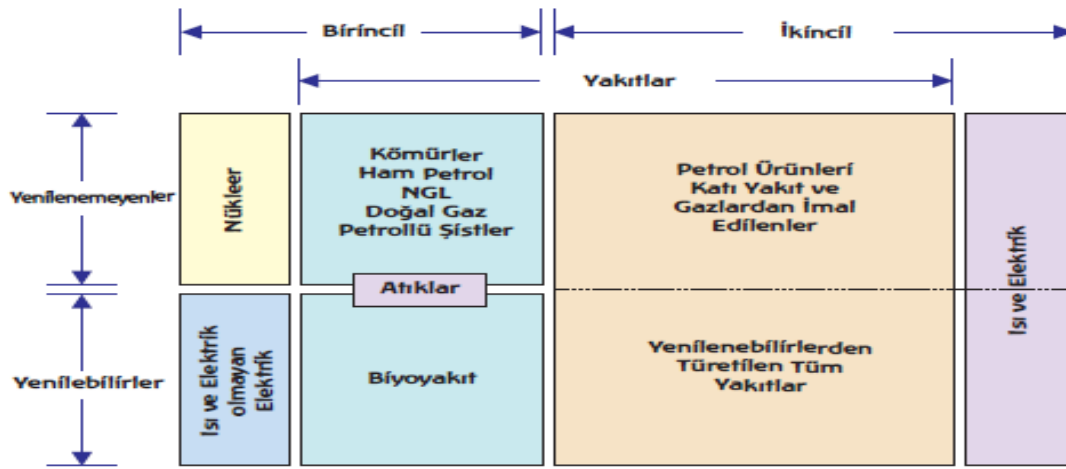 Birincil
İkincil
Yakıtlar
Yenilenemeyenler
Nükleer
Kömürler
Ham Petrol
NGL
Doğal Gaz
Petrollü Şistler
Petrol Ürünleri
Katı Yakıt ve
Gazlardan İmal
Edilenler
Isı ve Elektrik
Atıklar
Yenilebilirler
Isı ve Elektrik
olmayan
Elektrik
Biyoyakıt
Yenilenebilirlerden
Türetilen Tüm
Yakıtlar